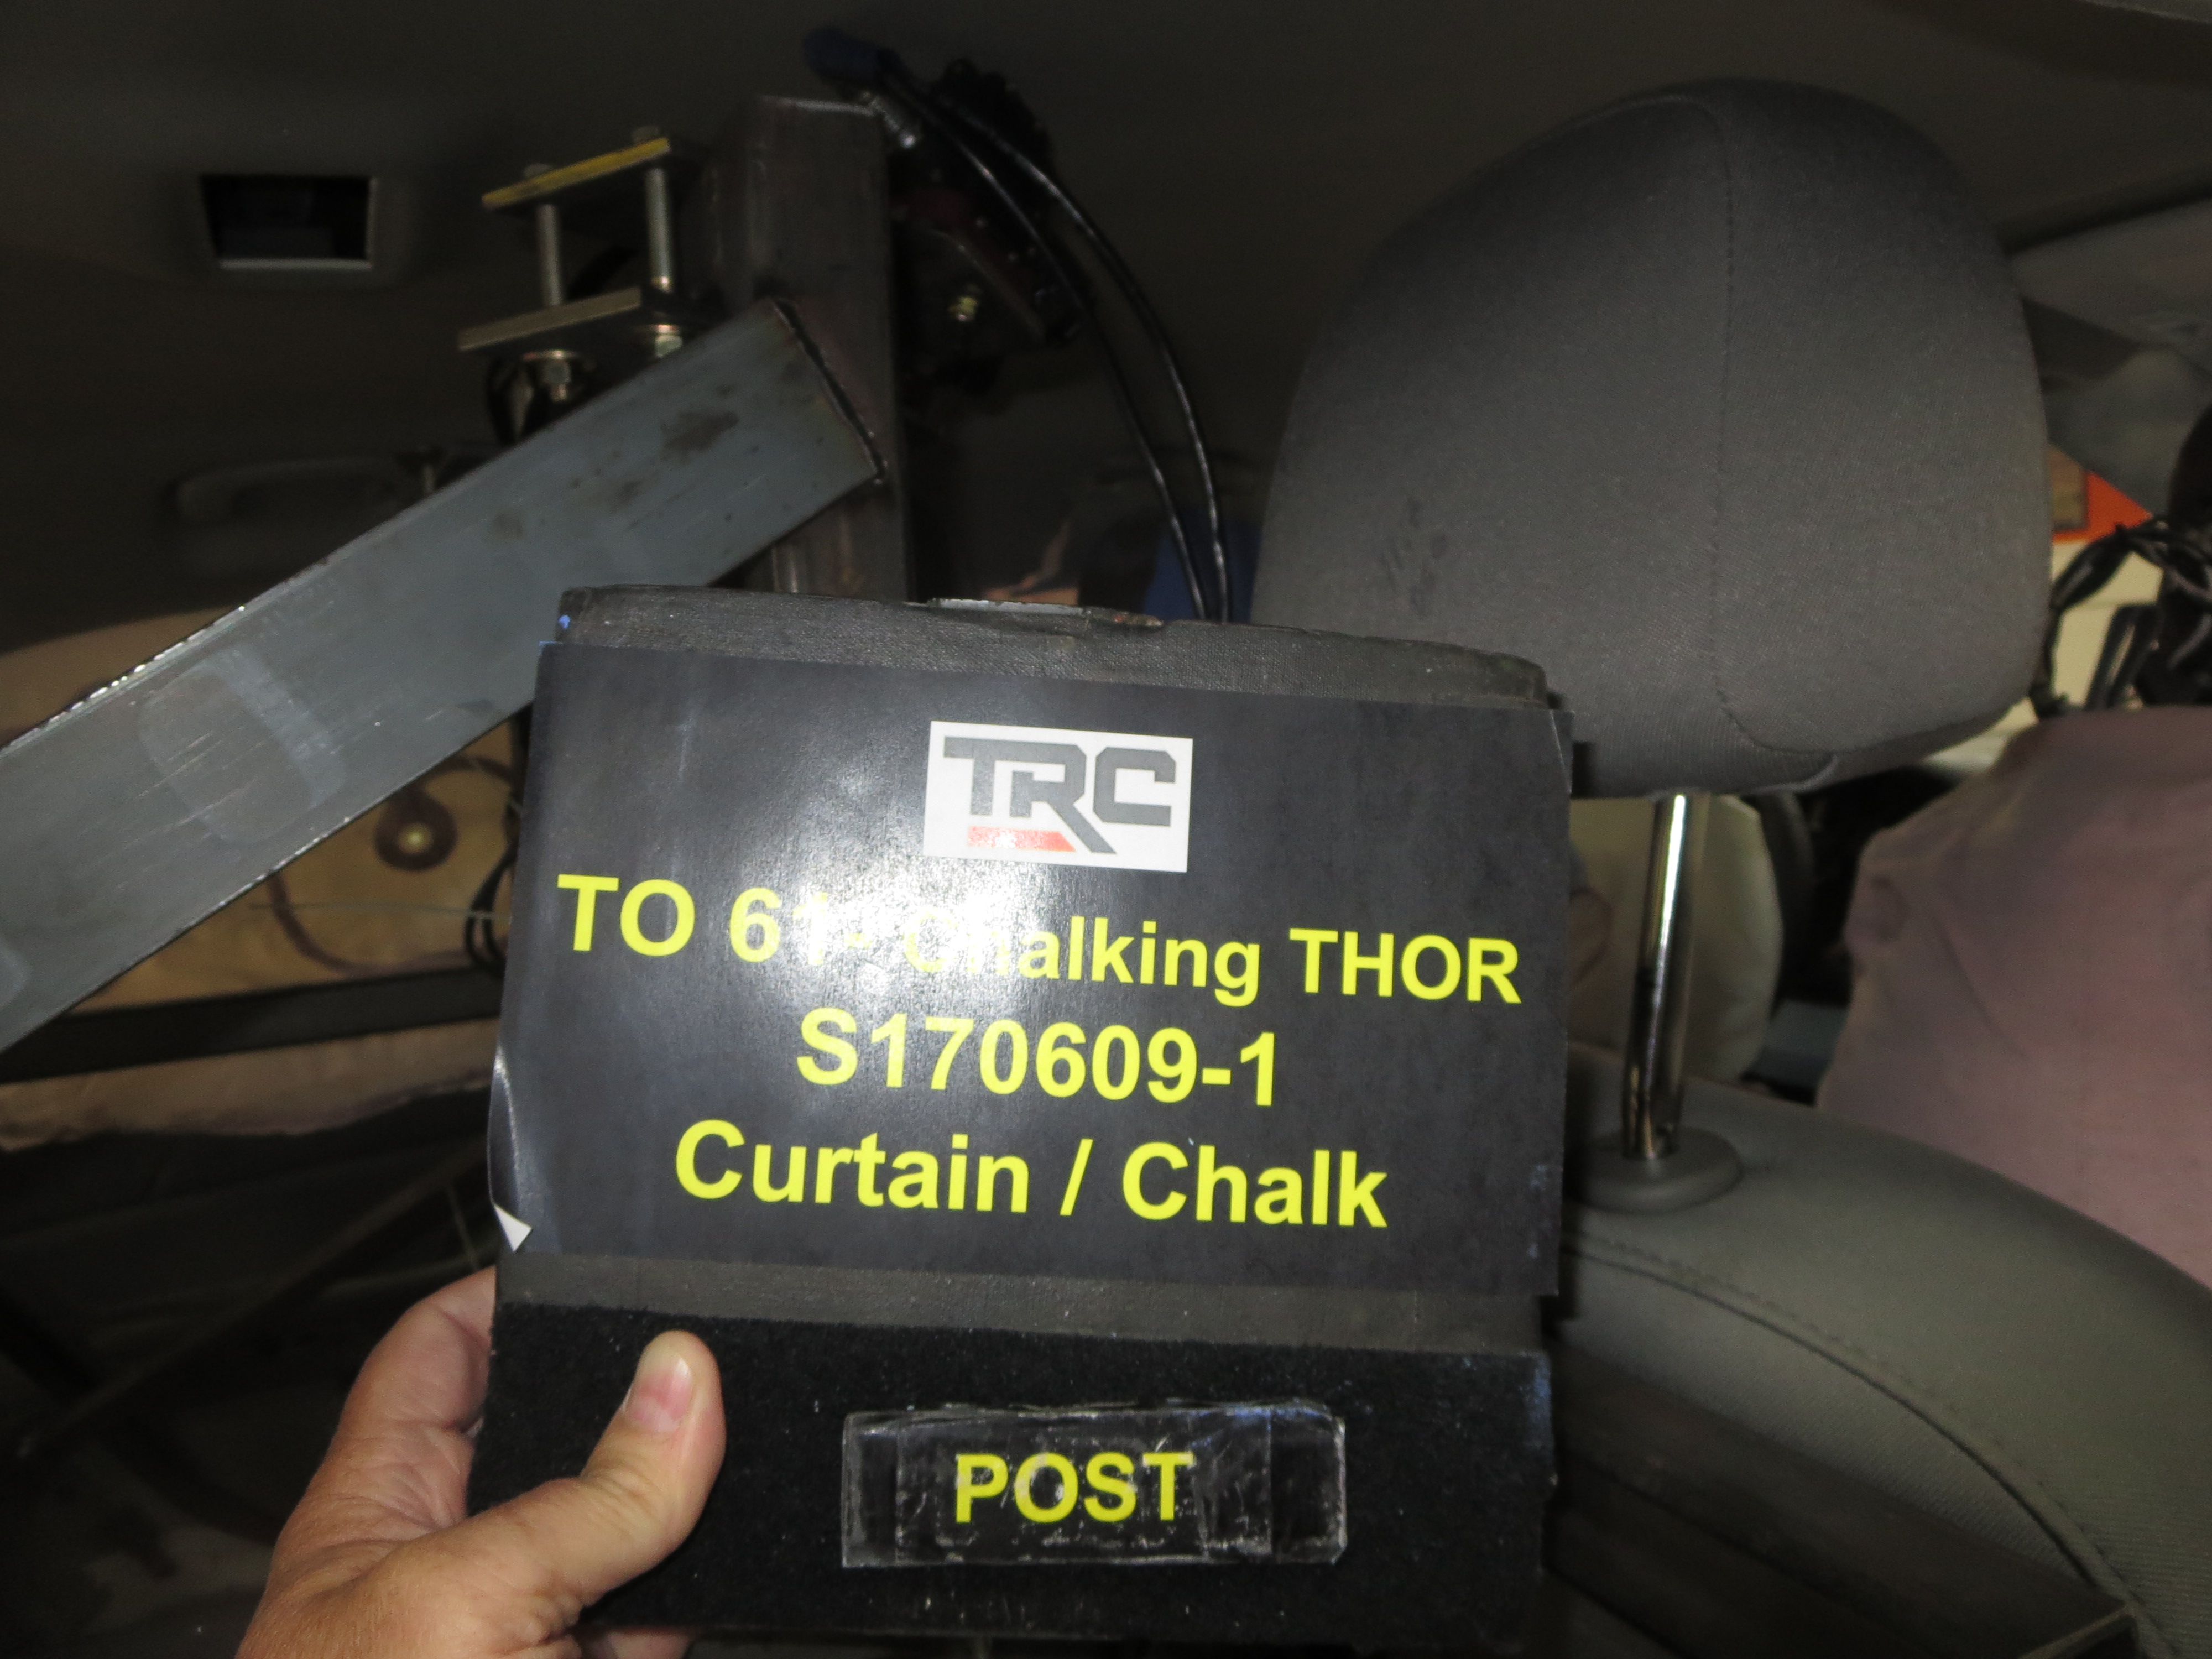 TRC
TO 61- Chalking THOR
S170609-1
Curtain / Chalk
POST